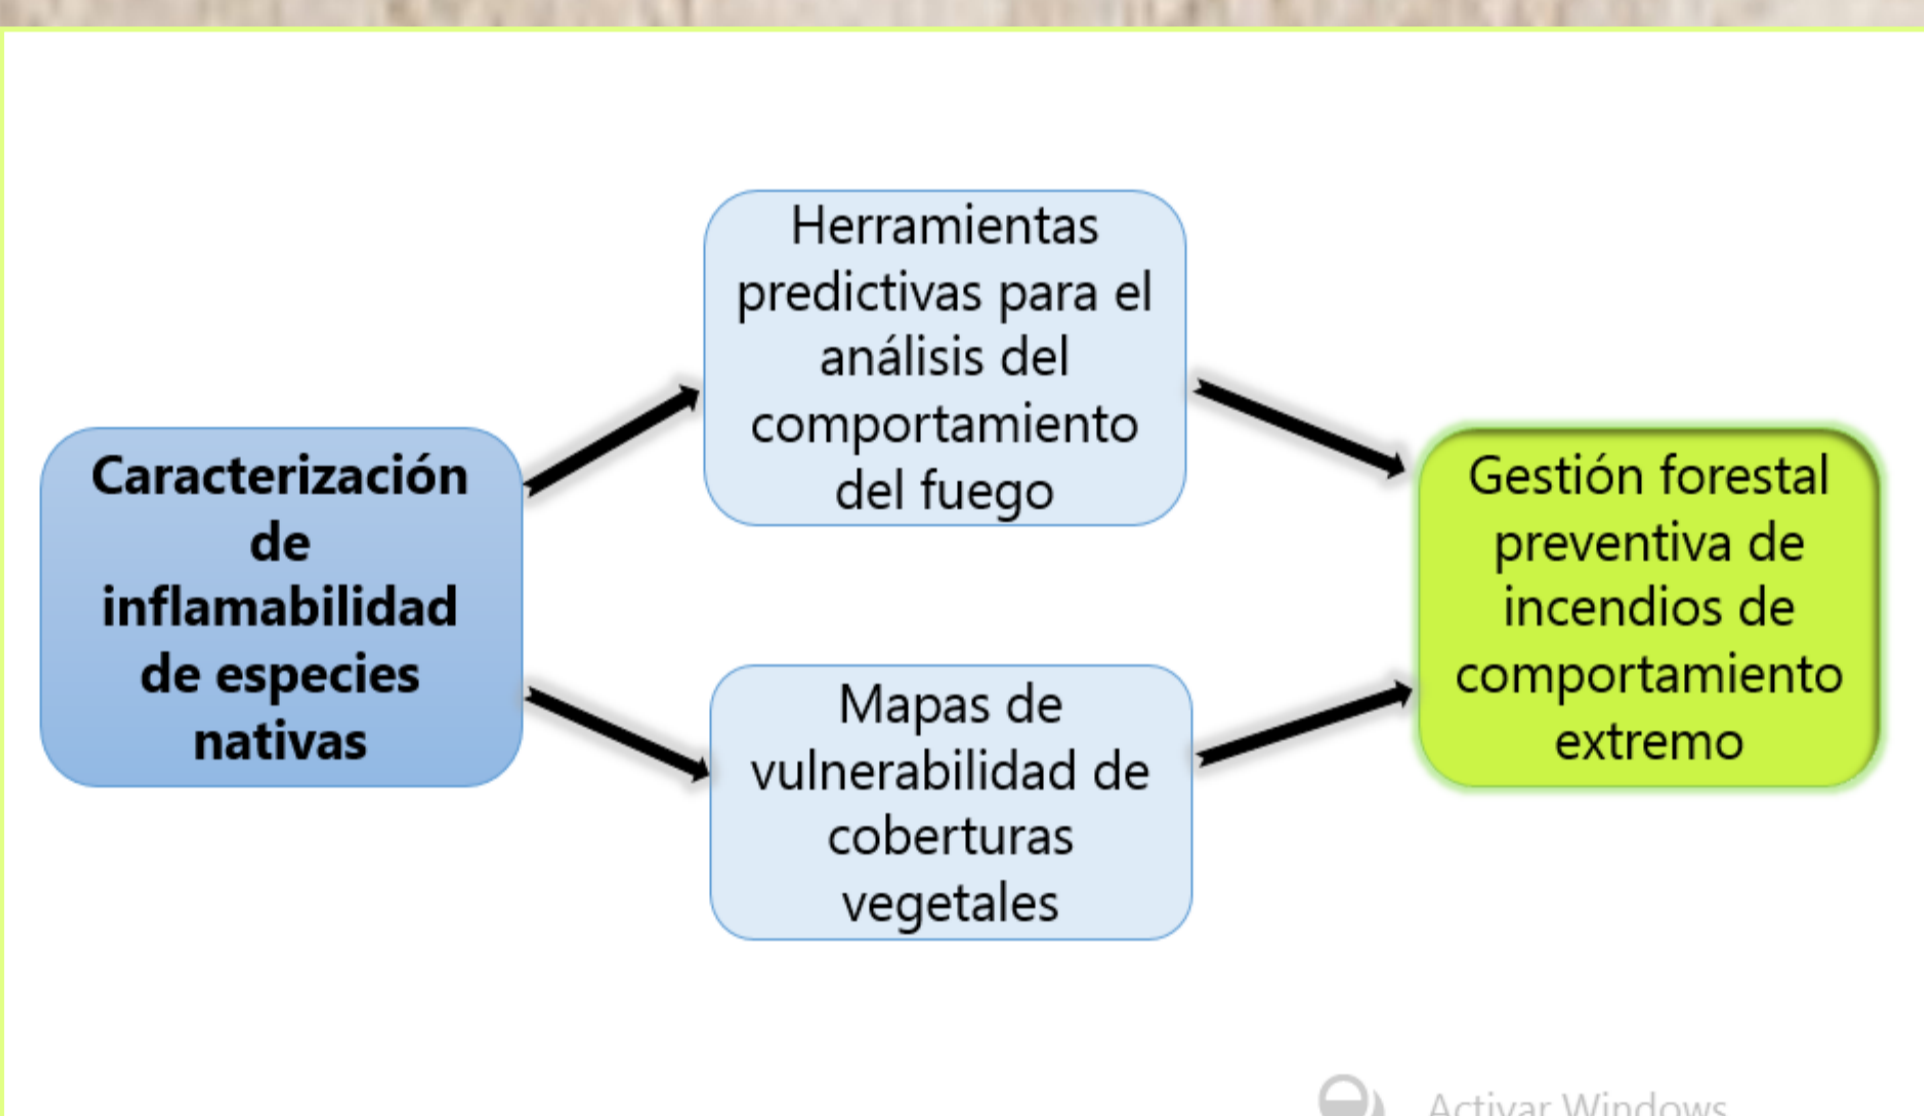 Herramientas
predictivas para el
análisis del
comportamiento
del fuego
Caracterización
de
inflamabilidad
de especies
nativas
Gestión forestal
preventiva de
incendios de
comportamiento
extremo
Mapas de
vulnerabilidad de
coberturas
vegetales
Activar Windows